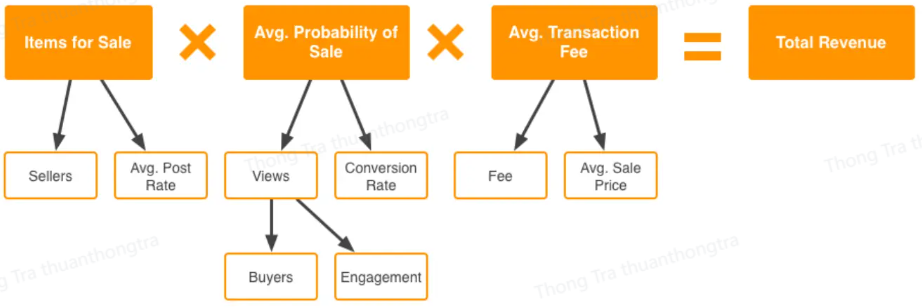 Items for Sale
×
Avg. Probability of
Sale
×
Avg. Transaction
Fee
=
Total Revenue
Sellers
Avg. Post
Rate
Views
Conversion
Rate
Fee
Avg. Sale
Price
Buyers
Engagement
Thong Tra thuanthongtra
Thong Tra th
g Tra thuanthongtra
Thong Tra thuanthongtra